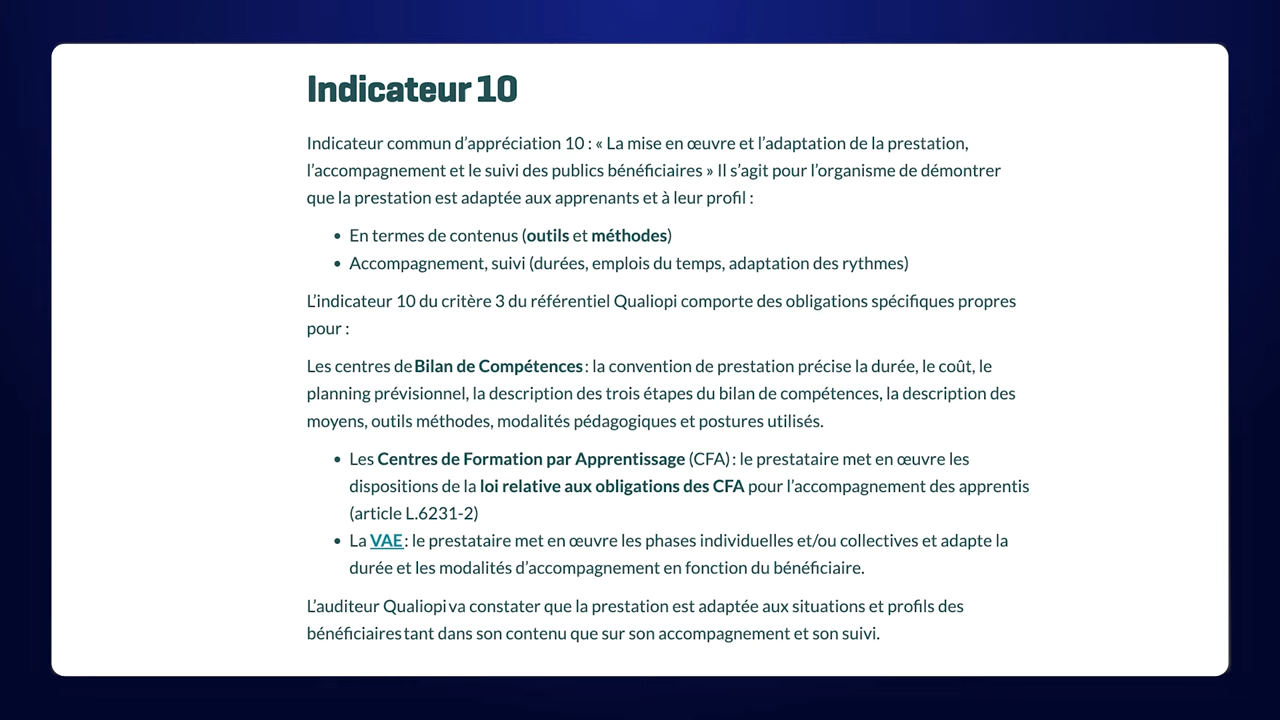 Indicateur 10
Indicateur commun d’appréciation 10 : « La mise en œuvre et l’adaptation de la prestation,
l’accompagnement et le suivi des publics bénéficiaires » Il s’agit pour l’organisme de démontrer
que la prestation est adaptée aux apprenants et à leur profil :
• En termes de contenus (outils et méthodes)
• Accompagnement, suivi (durées, emplois du temps, adaptation des rythmes)
L’indicateur 10 du critère 3 du référentiel Qualiopi comporte des obligations spécifiques propres
pour :
Les centres de Bilan de Compétences : la convention de prestation précise la durée, le coût, le
planning prévisionnel, la description des trois étapes du bilan de compétences, la description des
moyens, outils méthodes, modalités pédagogiques et postures utilisés.
• Les Centres de Formation par Apprentissage (CFA) : le prestataire met en œuvre les
dispositions de la loi relative aux obligations des CFA pour l’accompagnement des apprentis
(article L.6231-2)
• La VAE : le prestataire met en œuvre les phases individuelles et/ou collectives et adapte la
durée et les modalités d’accompagnement en fonction du bénéficiaire.
L’auditeur Qualiopi va constater que la prestation est adaptée aux situations et profils des
bénéficiaires tant dans son contenu que sur son accompagnement et son suivi.